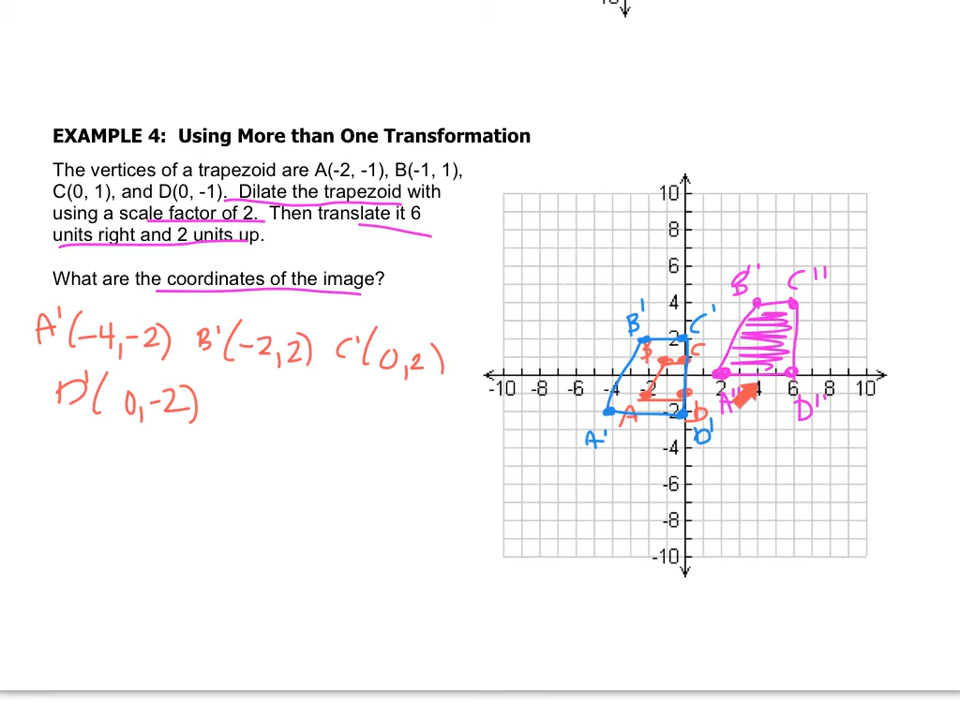 EXAMPLE 4: Using More than One Transformation
The vertices of a trapezoid are A(-2, -1), B(-1, 1),
C(0, 1), and D(0, -1). Dilate the trapezoid with
using a scale factor of 2. Then translate it 6
units right and 2 units up.
What are the coordinates of the image?
A'(-4,-2) B'(-2,2) C'(0,2)
D'(0,-2)
10
8
6
4
2
-10 -8 -6 -4 -2 2 4 6 8 10
-2
-4
-6
-8
-10
B' C'
B C
A D
A' D'
B'' C''
A'' D''